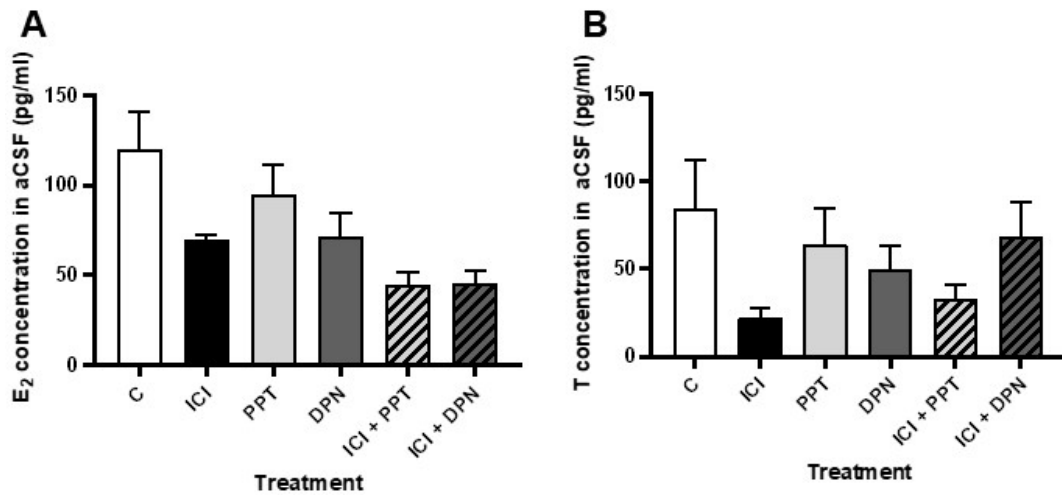 A
E₂ concentration in aCSF (pg/ml)
150
100
50
0
C
ICI
PPT
DPN
ICI + PPT
ICI + DPN
Treatment
B
T concentration in aCSF (pg/ml)
150
100
50
0
C
ICI
PPT
DPN
ICI + PPT
ICI + DPN
Treatment